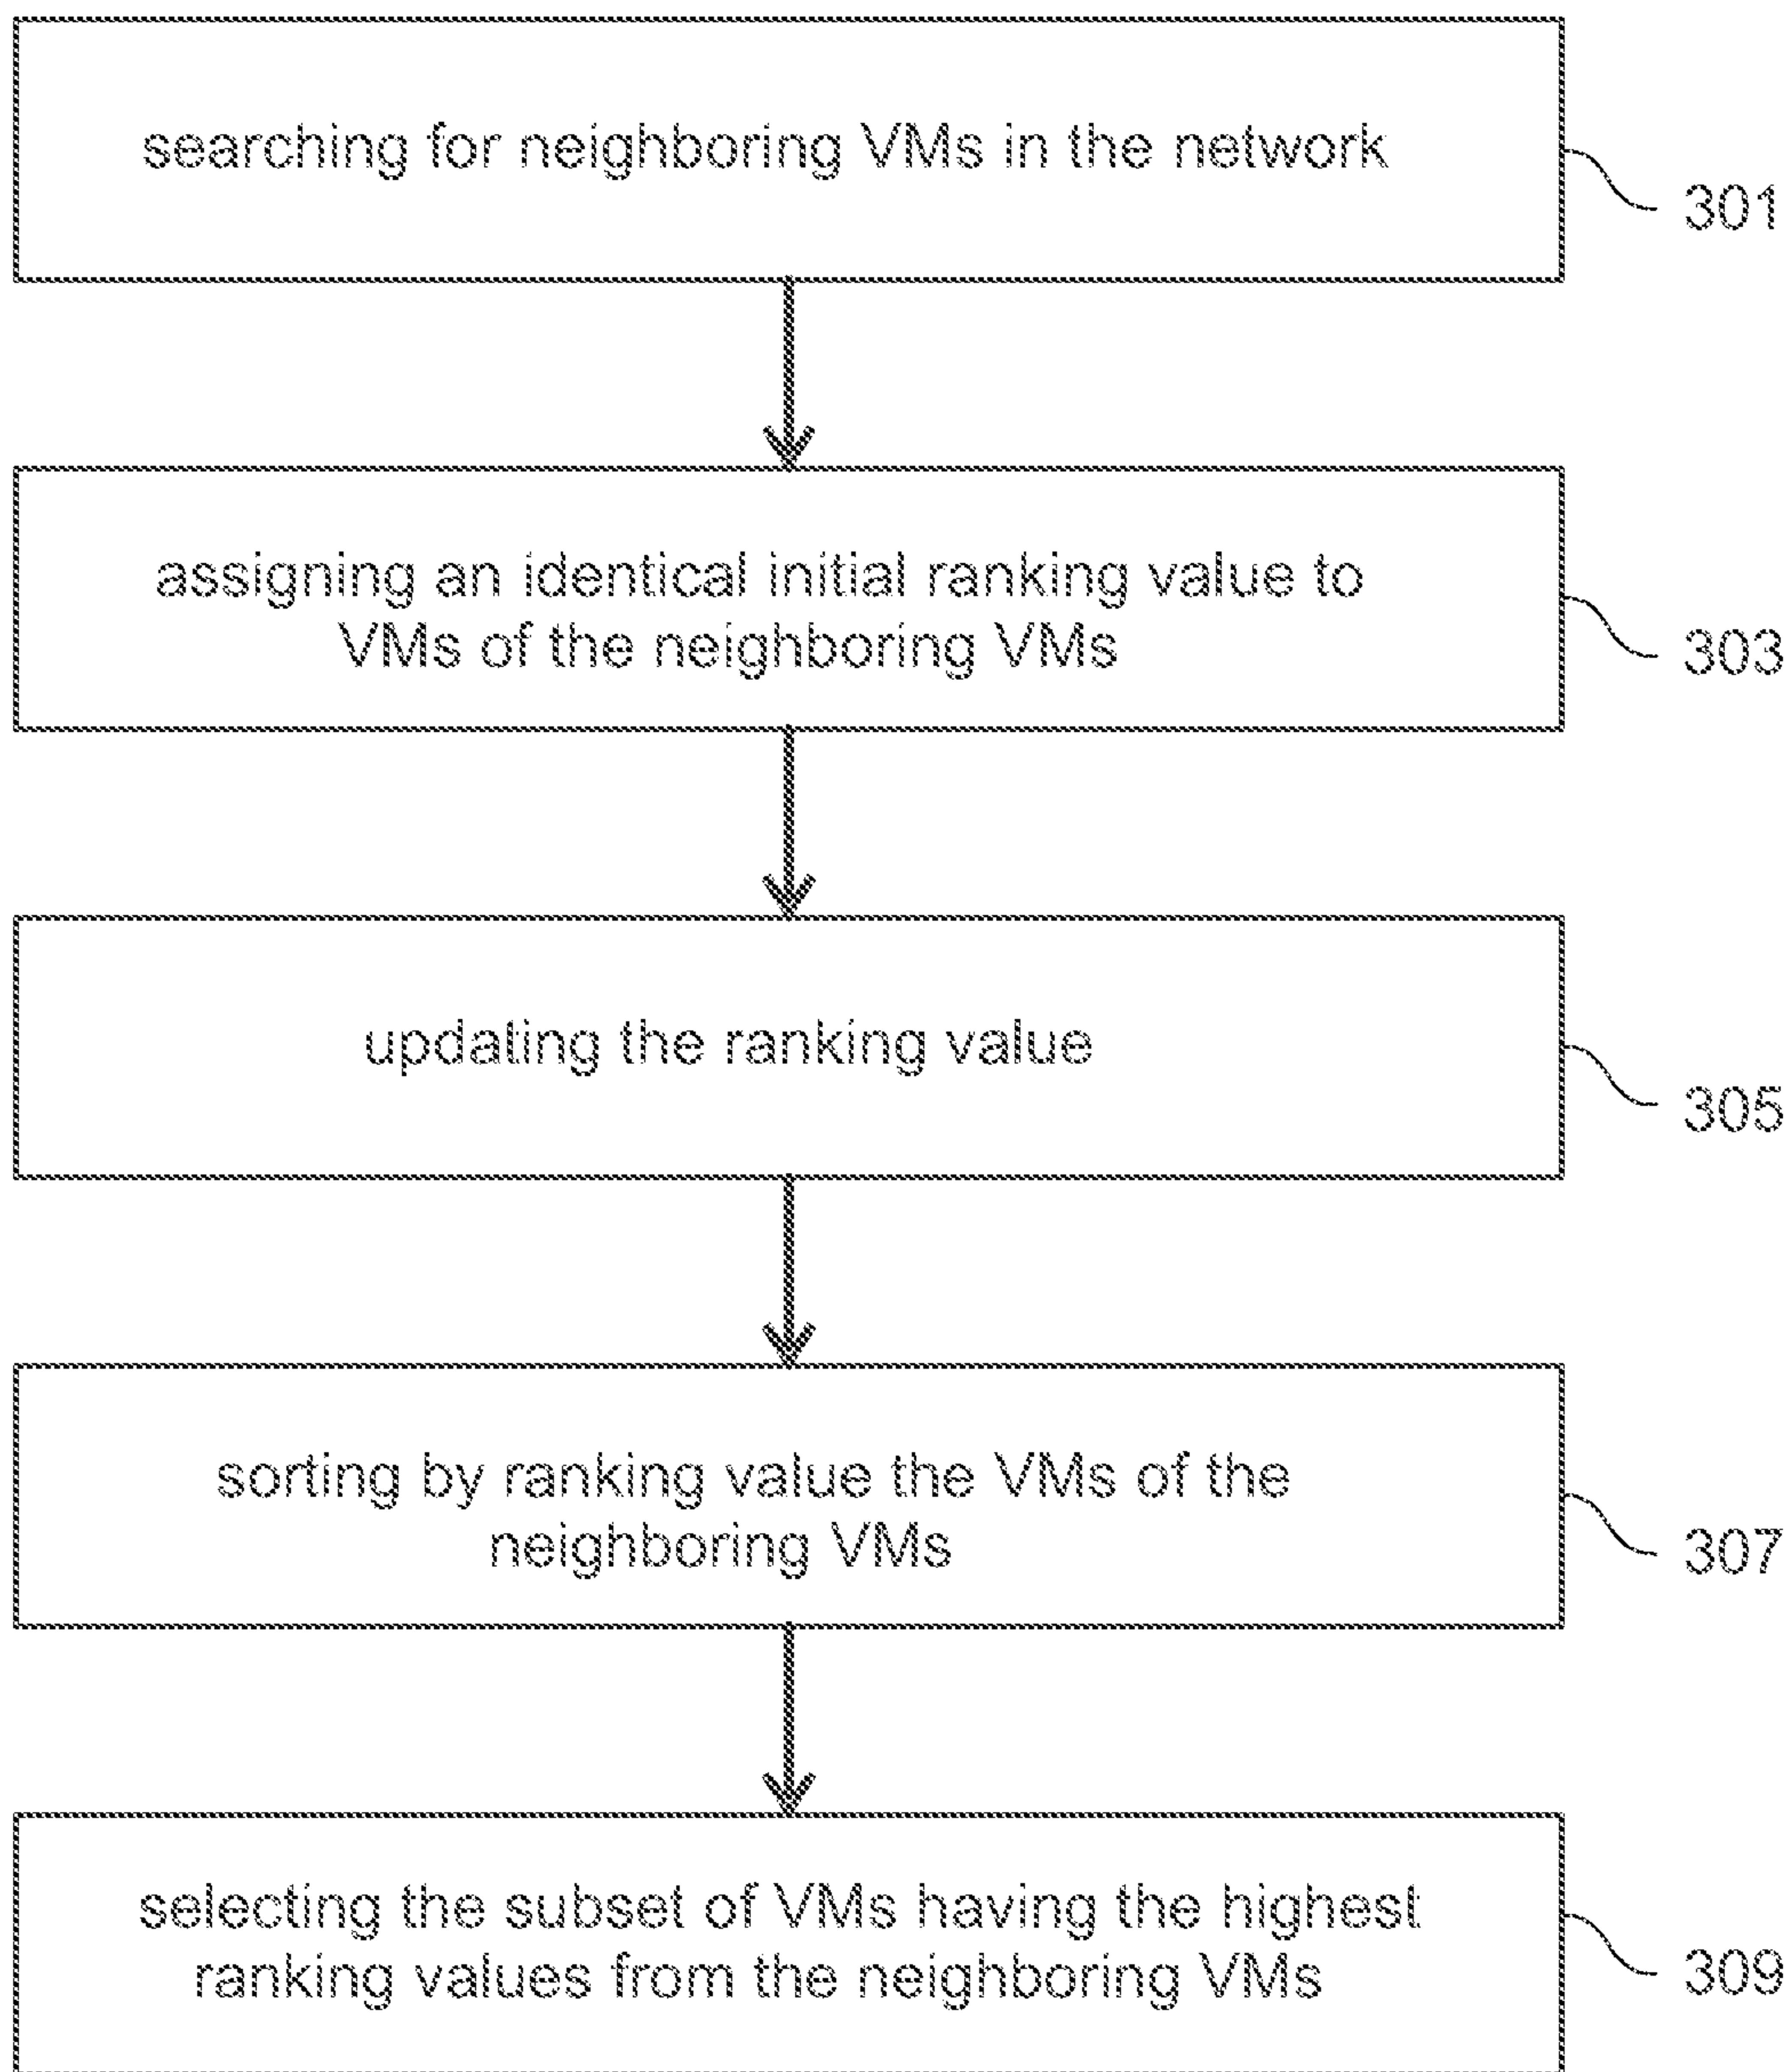 searching for neighboring VMs in the network
301
assigning an identical initial ranking value to
VMs of the neighboring VMs
303
updating the ranking value
305
sorting by ranking value the VMs of the
neighboring VMs
307
selecting the subset of VMs having the highest
ranking values from the neighboring VMs
309